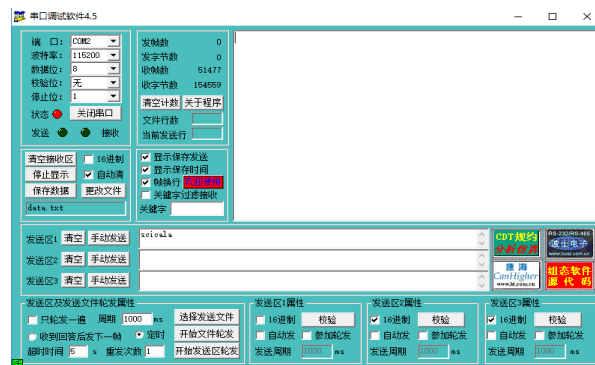 串口调试软件4.5
端 口: COM2
波特率: 115200
数据位: 8
校验位: 无
停止位: 1
状态 关闭串口
发送 接收
发帧数 0
发字节数 0
收帧数 51477
收字节数 154559
清空计数 关于程序
文件行数
当前发送行
清空接收区 16进制
停止显示 自动清
保存数据 更改文件
data.txt
显示保存发送
显示保存时间
帧换行
关键字过滤接收
关键字
发送区1 清空 手动发送 scicala
发送区2 清空 手动发送
发送区3 清空 手动发送
CDT规约
分析仿真
RS-232/RS-485
波士电子
CanHigher
组态软件
源代码
发送区及发送文件轮发属性
只轮发一遍 周期 1000 ms 选择发送文件
收到回答后发下一帧 定时 开始文件轮发
超时时间 5 s 重发次数 1 开始发送区轮发
发送区1属性
16进制 校验
自动发 参加轮发
发送周期 1000 ms
发送区2属性
16进制 校验
自动发 参加轮发
发送周期 1000 ms
发送区3属性
16进制 校验
自动发 参加轮发
发送周期 1000 ms